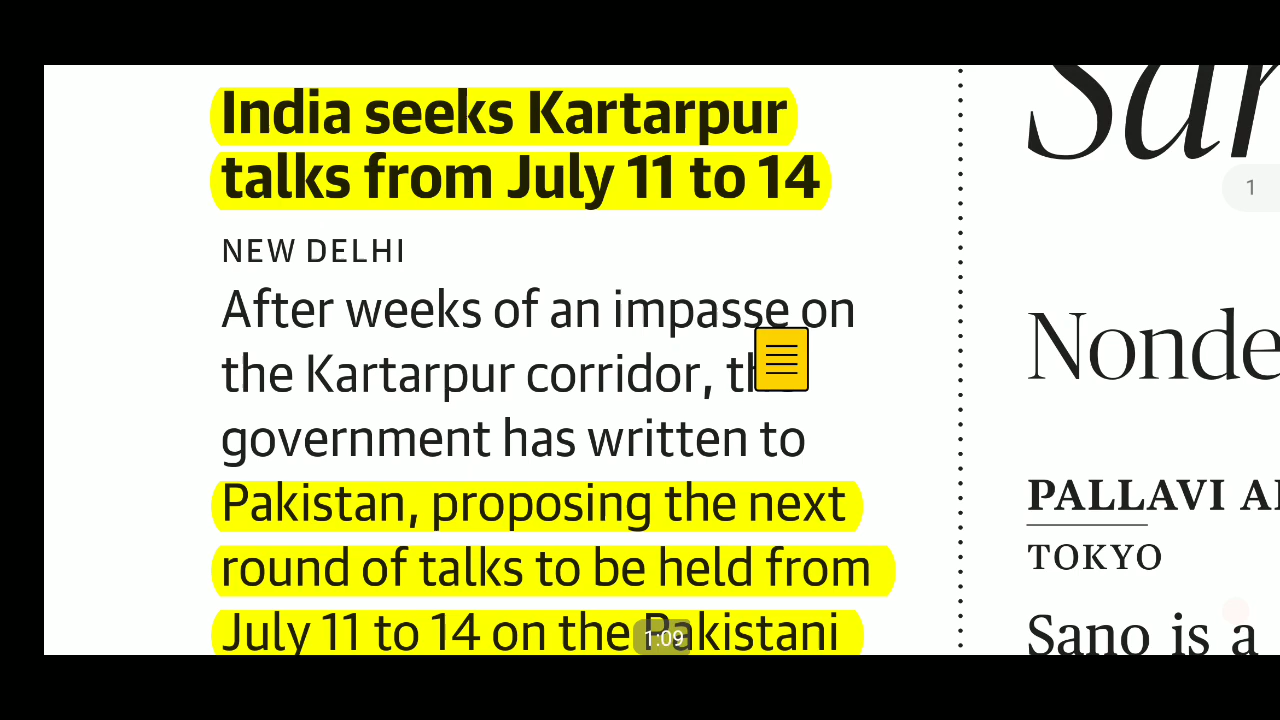 India seeks Kartarpur
talks from July 11 to 14
NEW DELHI
After weeks of an impasse on
the Kartarpur corridor,
government has written to
Pakistan, proposing the next
round of talks to be held from
July 11 to 14 on the Pakistani
1:09
1
Nonde
PALLAVI
TOKYO
Sano is a